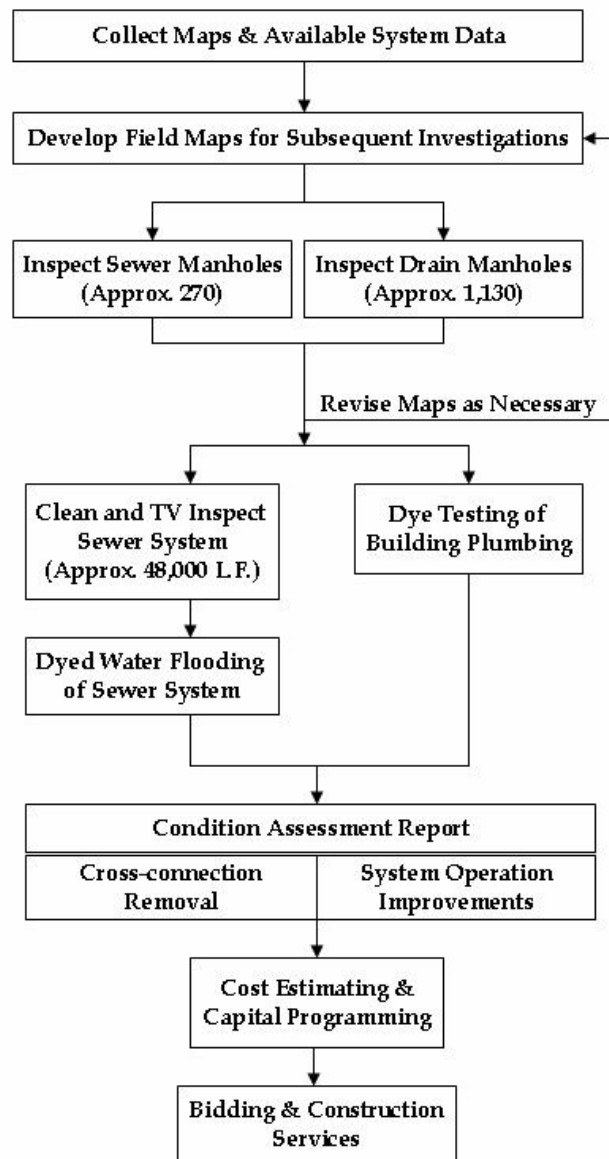 Collect Maps & Available System Data
Develop Field Maps for Subsequent Investigations
Inspect Sewer Manholes
(Approx. 270)
Inspect Drain Manholes
(Approx. 1,130)
Revise Maps as Necessary
Clean and TV Inspect
Sewer System
(Approx. 48,000 L.F.)
Dye Testing of
Building Plumbing
Dyed Water Flooding
of Sewer System
Condition Assessment Report
Cross-connection
Removal
System Operation
Improvements
Cost Estimating &
Capital Programming
Bidding & Construction
Services